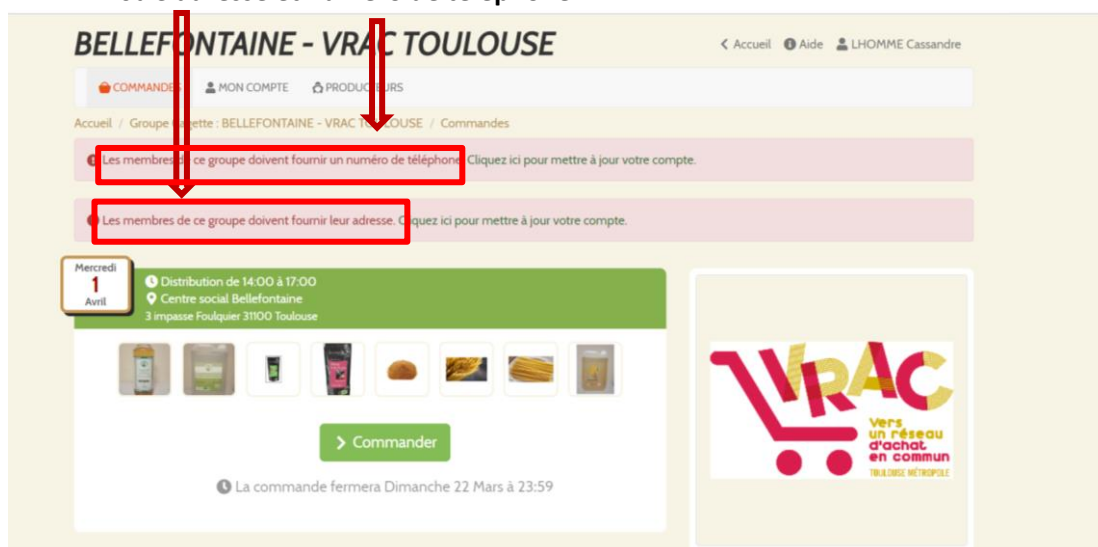 BELLEFONTAINE - VRAC TOULOUSE
Accueil Aide LHOMME Cassandre
COMMANDES MON COMPTE PRODUCTEURS
Accueil / Groupe Cagette : BELLEFONTAINE - VRAC TOULOUSE / Commandes
Les membres de ce groupe doivent fournir un numéro de téléphone. Cliquez ici pour mettre à jour votre compte.
Les membres de ce groupe doivent fournir leur adresse. Cliquez ici pour mettre à jour votre compte.
Mercredi
1
Avril
Distribution de 14:00 à 17:00
Centre social Bellefontaine
3 impasse Foulquier 31100 Toulouse
Commander
La commande fermera Dimanche 22 Mars à 23:59
VRAC
Vers
un réseau
d'achat
en commun
TOULOUSE MÉTROPOLE